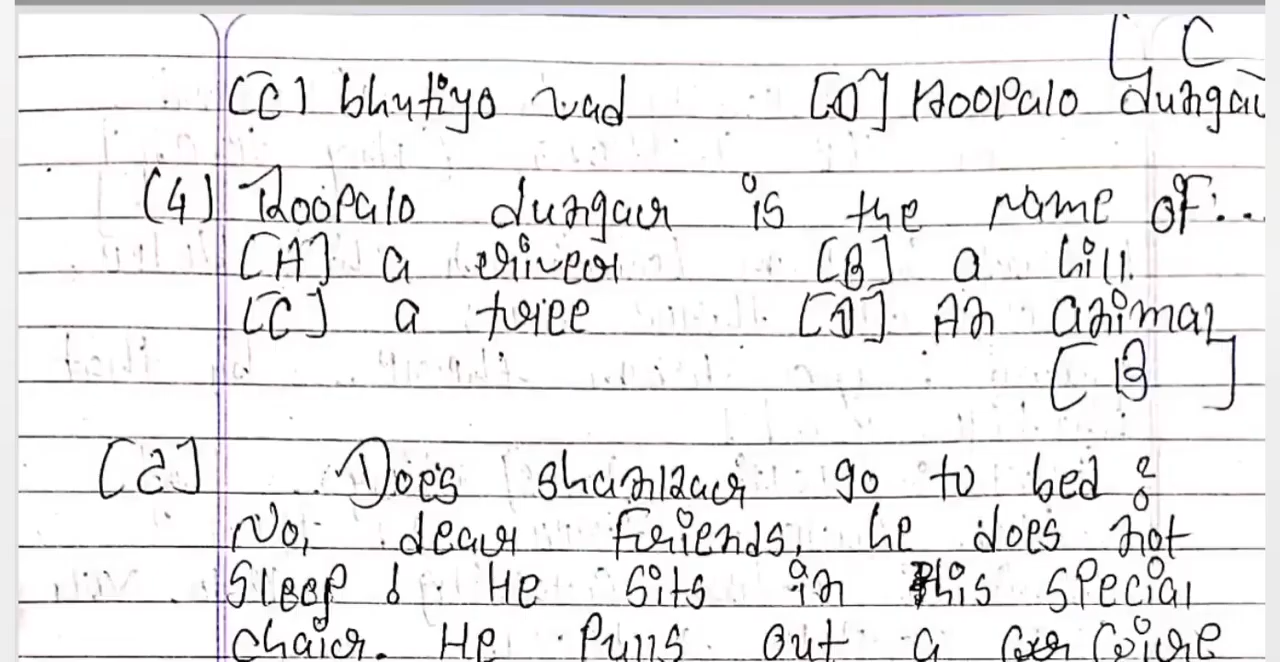 [C
[C] bhutiyo vad [D] Roopalo dungar
(4) Roopalo dungar is the name of...
[A] a river [B] a hill.
[C] a tree [D] An animal
[B]
[2] Does shankar go to bed ?
No, dear friends, he does not
Sleep ! He sits in his special
chair. He Pulls out a wire